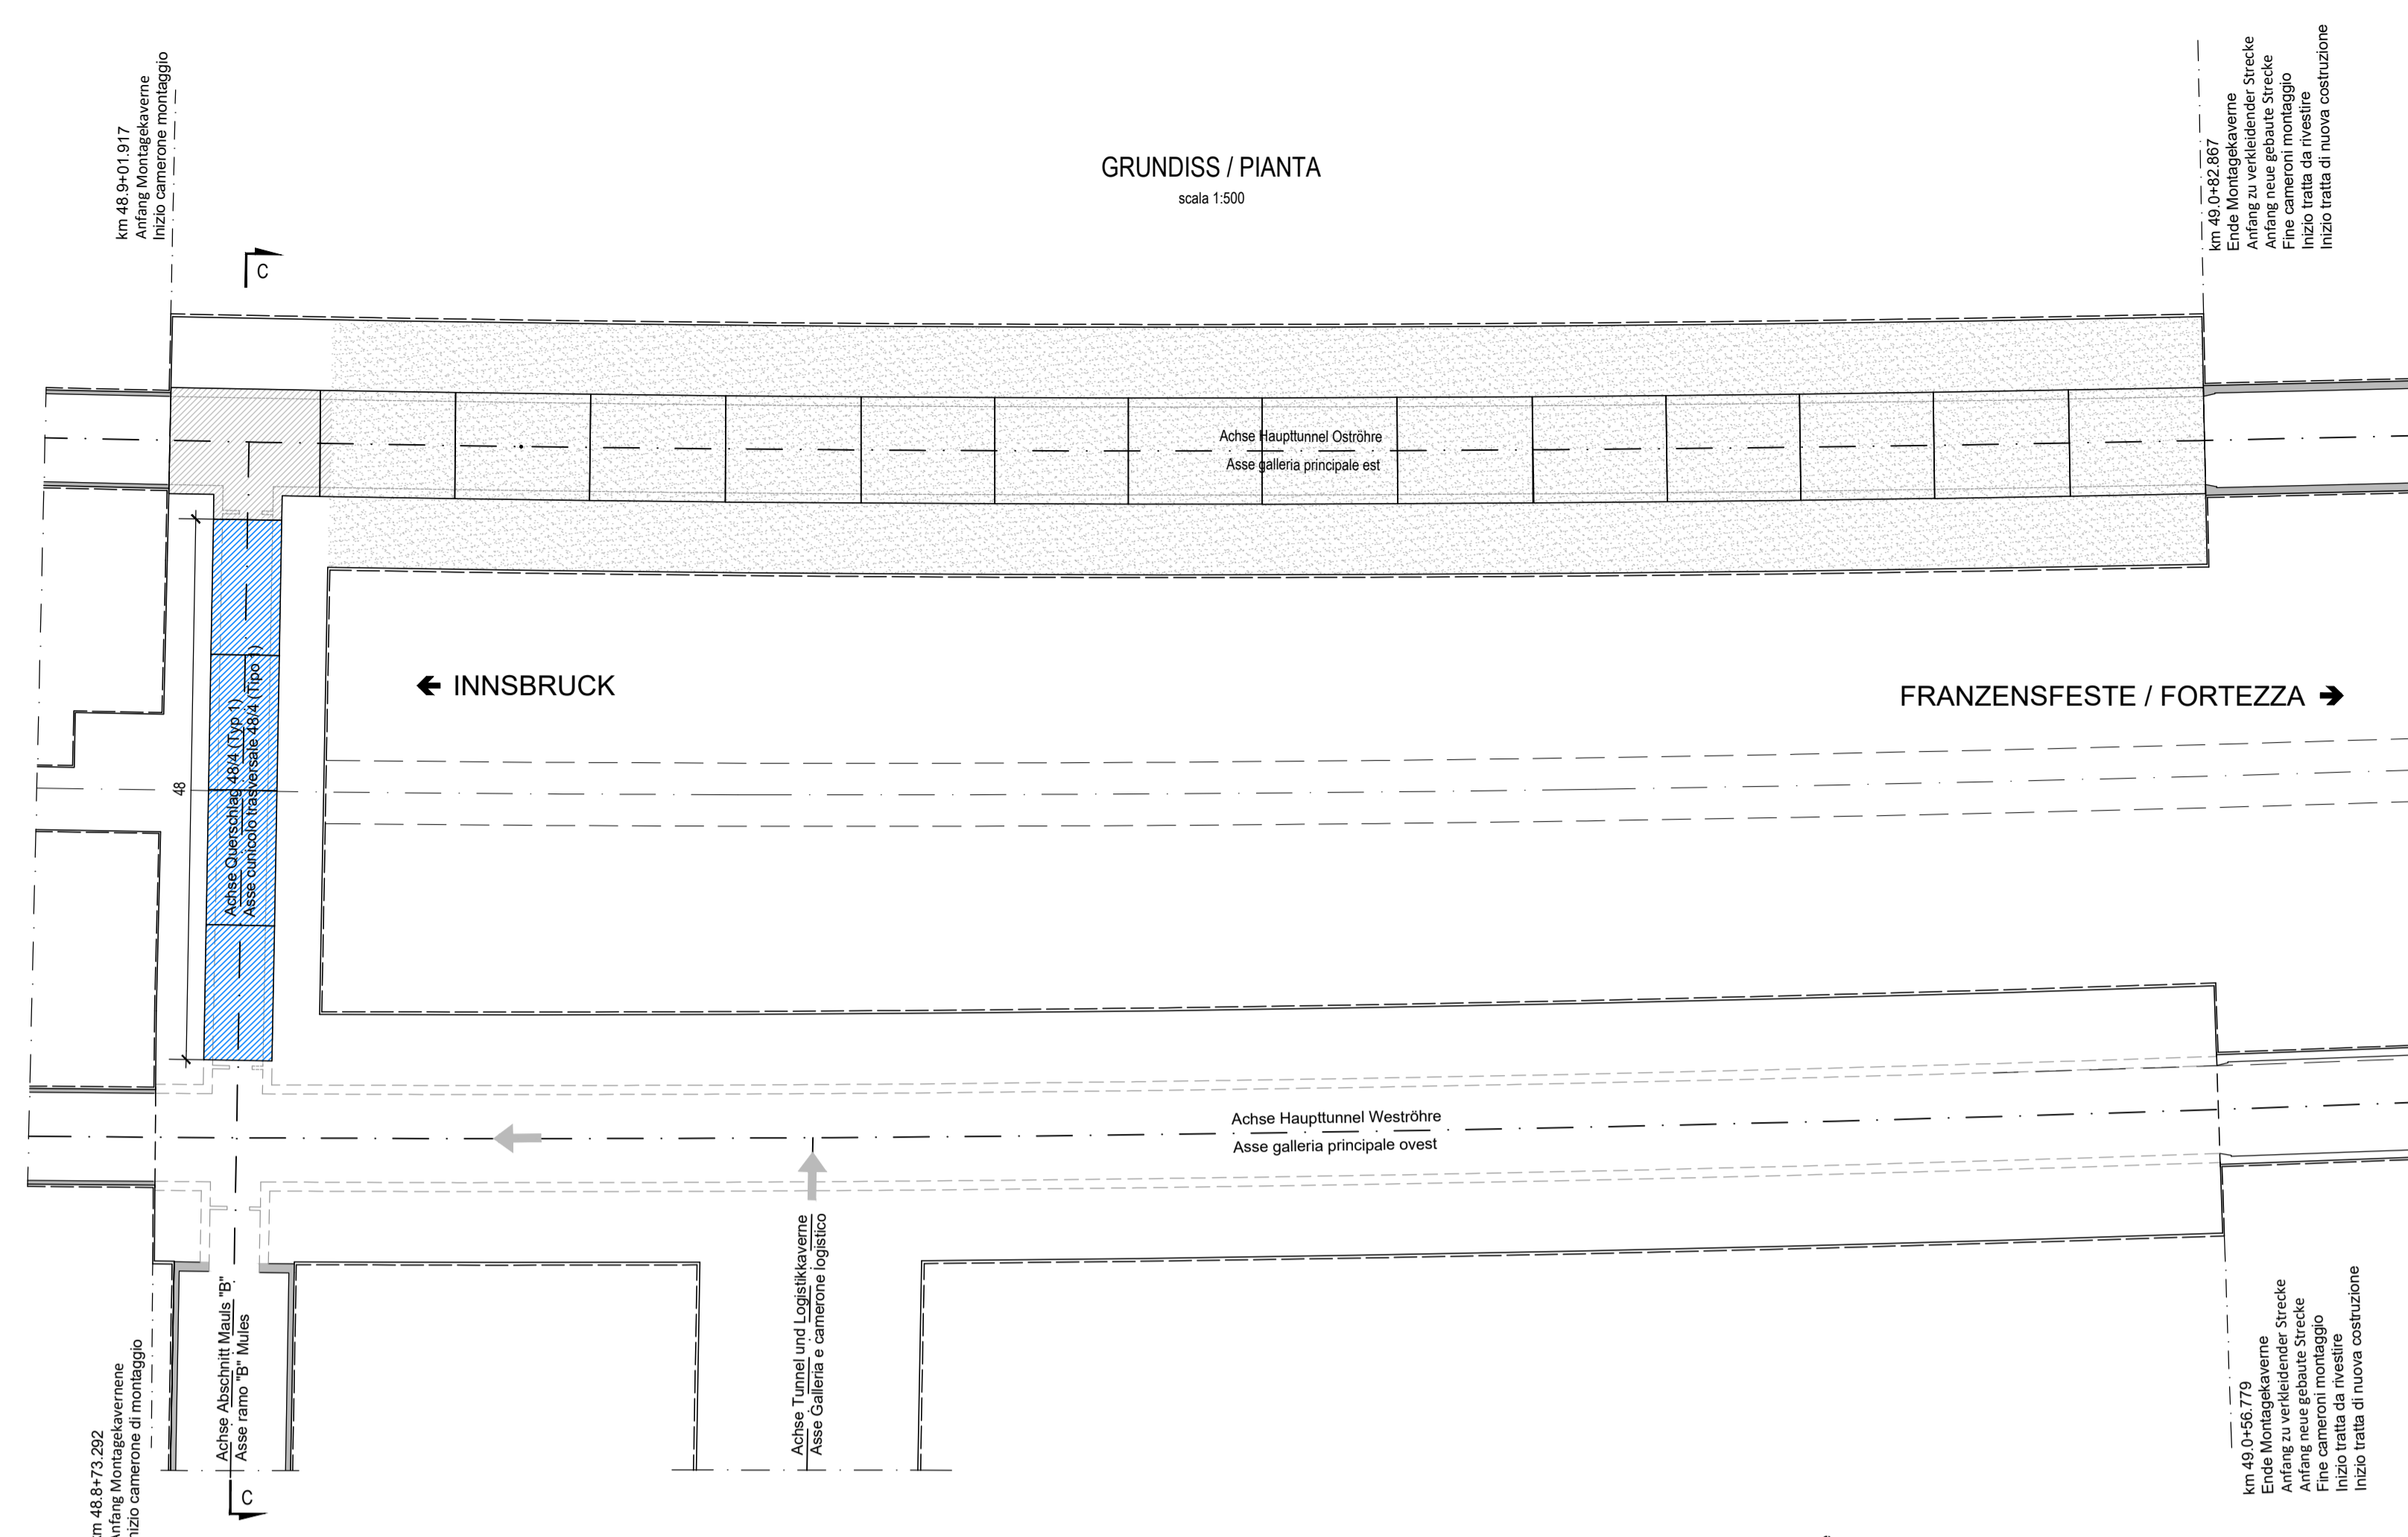 km 48.9+01.917
Anfang Montagekaverne
Inizio camerone montaggio
GRUNDISS / PIANTA
scala 1:500
km 49.0+82.867
Ende Montagekaverne
Anfang zu verkleidender Strecke
Anfang neue gebaute Strecke
Fine cameroni montaggio
Inizio tratta da rivestire
Inizio tratta di nuova costruzione
C
Achse Haupttunnel Oströhre
Asse galleria principale est
INNSBRUCK
FRANZENSFESTE / FORTEZZA
48
Achse Querschlag 48/4 (Typ 1)
Asse cunicolo trasversale 48/4 (Tipo 1)
Achse Haupttunnel Weströhre
Asse galleria principale ovest
Achse Abschnitt Mauls "B"
Asse ramo "B" Mules
Achse Tunnel und Logistikkaverne
Asse Galleria e camerone logistico
km 48.8+73.292
Anfang Montagekavernene
Inizio camerone di montaggio
C
km 49.0+56.779
Ende Montagekaverne
Anfang zu verkleidender Strecke
Anfang neue gebaute Strecke
Fine cameroni montaggio
Inizio tratta da rivestire
Inizio tratta di nuova costruzione